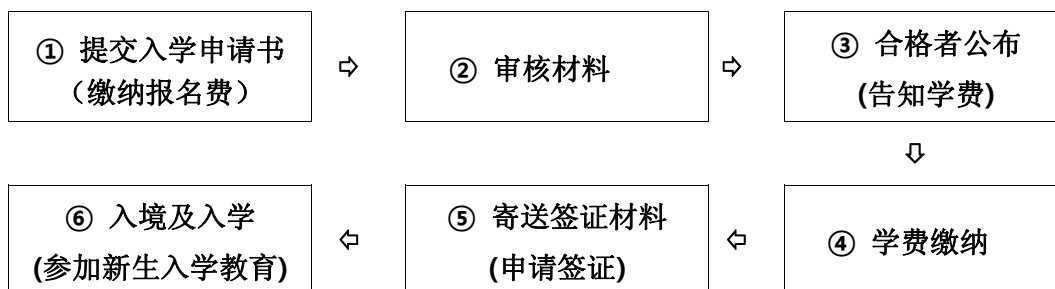 ① 提交入学申请书
（缴纳报名费）
⇨
② 审核材料
⇨
③ 合格者公布
(告知学费)
⇩
④ 学费缴纳
⇦
⑤ 寄送签证材料
(申请签证)
⇦
⑥ 入境及入学
(参加新生入学教育)